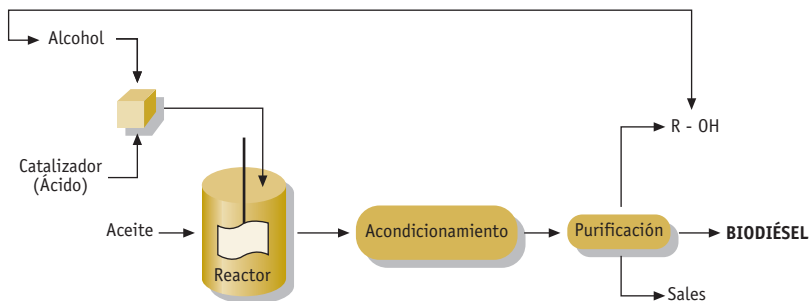 Alcohol
R - OH
Catalizador
(Ácido)
Aceite
Reactor
Acondicionamiento
Purificación
BIODIÉSEL
Sales